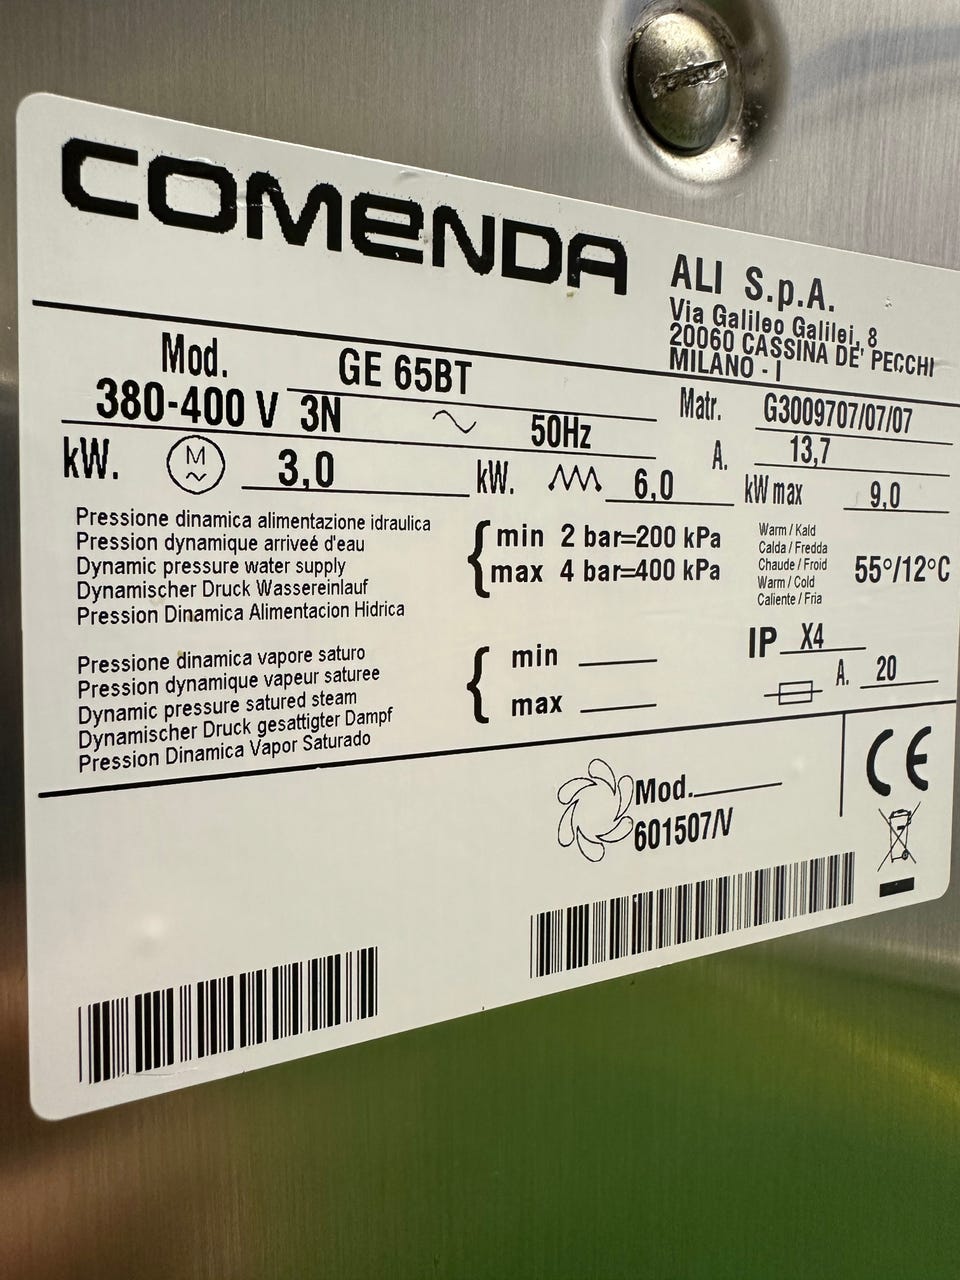 COMENDA
ALI S.p.A.
Via Galileo Galilei, 8
20060 CASSINA DE' PECCHI
MILANO - I
Mod. GE 65BT
Matr. G3009707/07/07
380-400 V 3N ~ 50Hz
A. 13,7
kW. M ~ 3,0 kW. 6,0 kW max 9,0
Pressione dinamica alimentazione idraulica
Pression dynamique arriveé d'eau
Dynamic pressure water supply
Dynamischer Druck Wassereinlauf
Pression Dinamica Alimentacion Hidrica
min 2 bar=200 kPa
max 4 bar=400 kPa
Warm / Kald
Calda / Fredda
Chaude / Froid
Warm / Cold
Caliente / Fria
55°/12°C
IP X4
A. 20
Pressione dinamica vapore saturo
Pression dynamique vapeur saturee
Dynamic pressure satured steam
Dynamischer Druck gesattigter Dampf
Pression Dinamica Vapor Saturado
min
max
Mod.
601507/V
CE